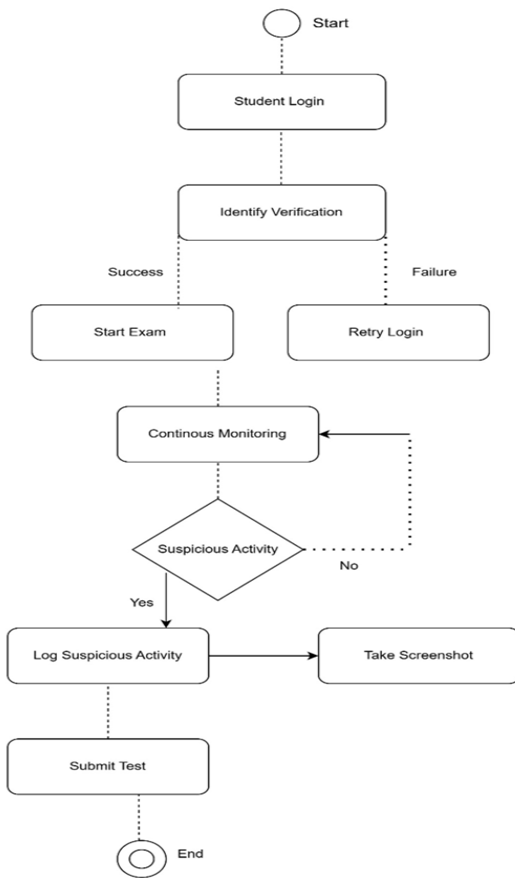 Start
Student Login
Identify Verification
Success
Failure
Start Exam
Retry Login
Continous Monitoring
Suspicious Activity
No
Yes
Log Suspicious Activity
Take Screenshot
Submit Test
End